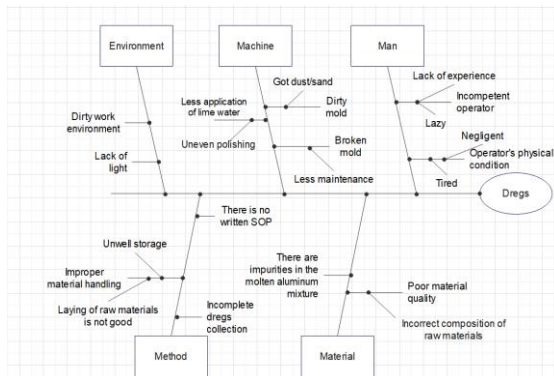 Environment
Machine
Man
Got dust/sand
Lack of experience
Less application
of lime water
Dirty
mold
Incompetent
operator
Dirty work
environment
Lazy
Uneven polishing
Broken
mold
Negligent
Lack of
light
Operator's physical
condition
Less maintenance
Tired
Dregs
There is no
written SOP
Unwell storage
There are
impurities in the
molten aluminum
mixture
Improper
material handling
Poor material
quality
Laying of raw materials
is not good
Incomplete
dregs
collection
Incorrect composition of
raw materials
Method
Material